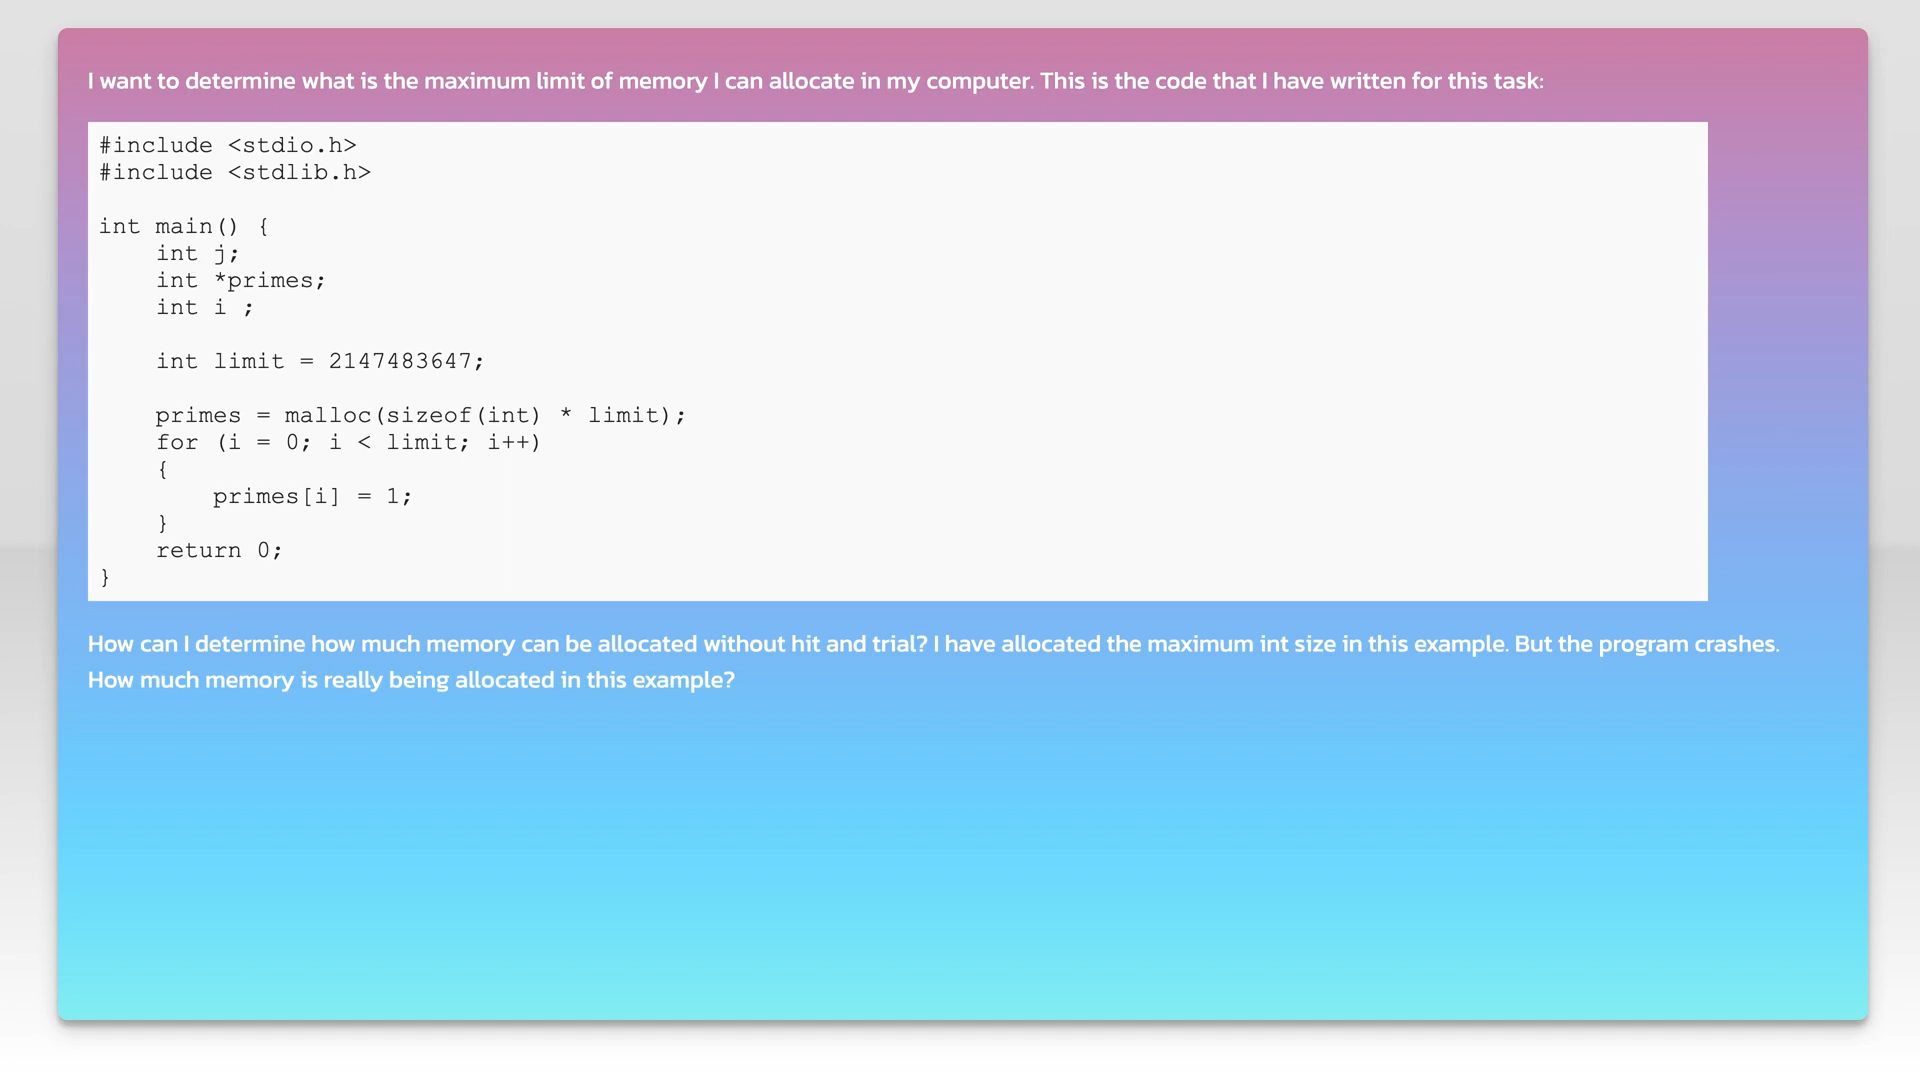 I want to determine what is the maximum limit of memory I can allocate in my computer. This is the code that I have written for this task:
#include <stdio.h>
#include <stdlib.h>
int main() {
    int j;
    int *primes;
    int i ;
    int limit = 2147483647;
    primes = malloc(sizeof(int) * limit);
    for (i = 0; i < limit; i++)
    {
        primes[i] = 1;
    }
    return 0;
}
How can I determine how much memory can be allocated without hit and trial? I have allocated the maximum int size in this example. But the program crashes.
How much memory is really being allocated in this example?